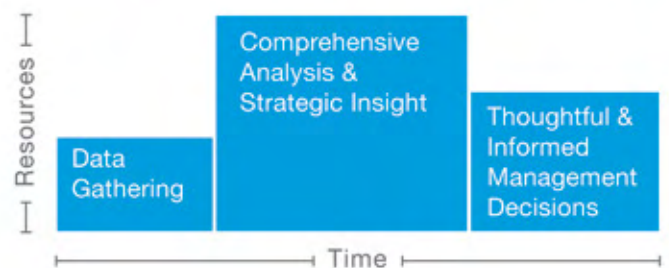 Resources
Data
Gathering
Comprehensive
Analysis &
Strategic Insight
Thoughtful &
Informed
Management
Decisions
Time